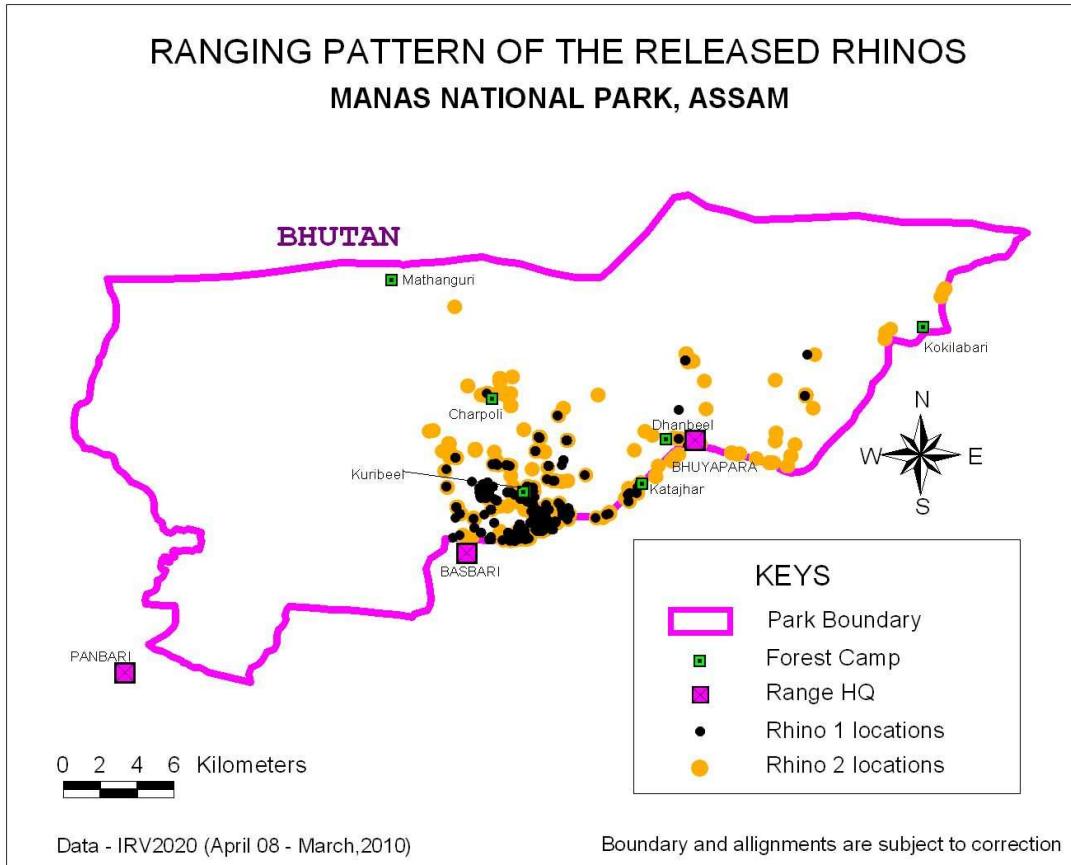 RANGING PATTERN OF THE RELEASED RHINOS
MANAS NATIONAL PARK, ASSAM
BHUTAN
Mathanguri
Kokilabari
Charpoli
Dhanbeel
BHUYAPARA
Kuribeel
Katajhar
BASBARI
PANBARI
N
W E
S
KEYS
Park Boundary
Forest Camp
Range HQ
Rhino 1 locations
Rhino 2 locations
0 2 4 6 Kilometers
Data - IRV2020 (April 08 - March,2010)
Boundary and allignments are subject to correction